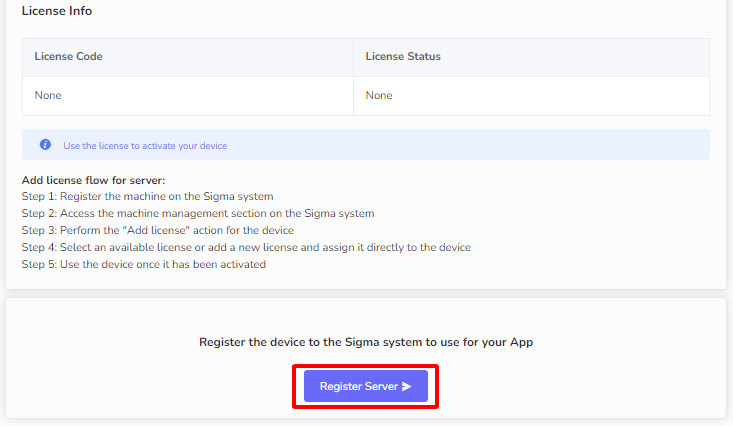 License Info
License Code License Status
None None
Use the license to activate your device
Add license flow for server:
Step 1: Register the machine on the Sigma system
Step 2: Access the machine management section on the Sigma system
Step 3: Perform the "Add license" action for the device
Step 4: Select an available license or add a new license and assign it directly to the device
Step 5: Use the device once it has been activated
Register the device to the Sigma system to use for your App
Register Server